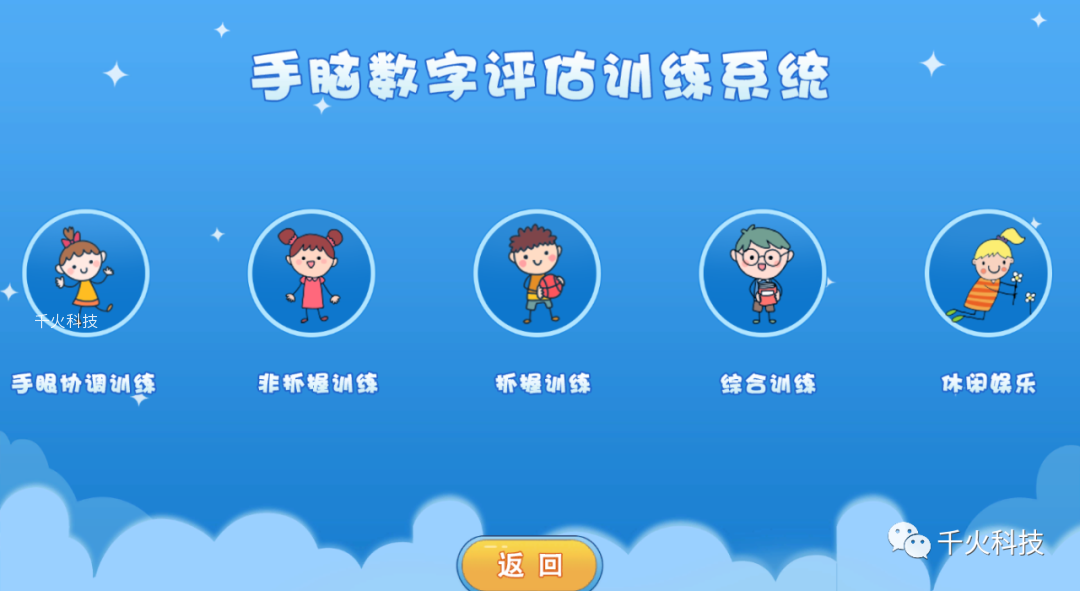 手脑数字评估训练系统
千火科技
手眼协调训练
非抓握训练
抓握训练
综合训练
休闲娱乐
千火科技
返回